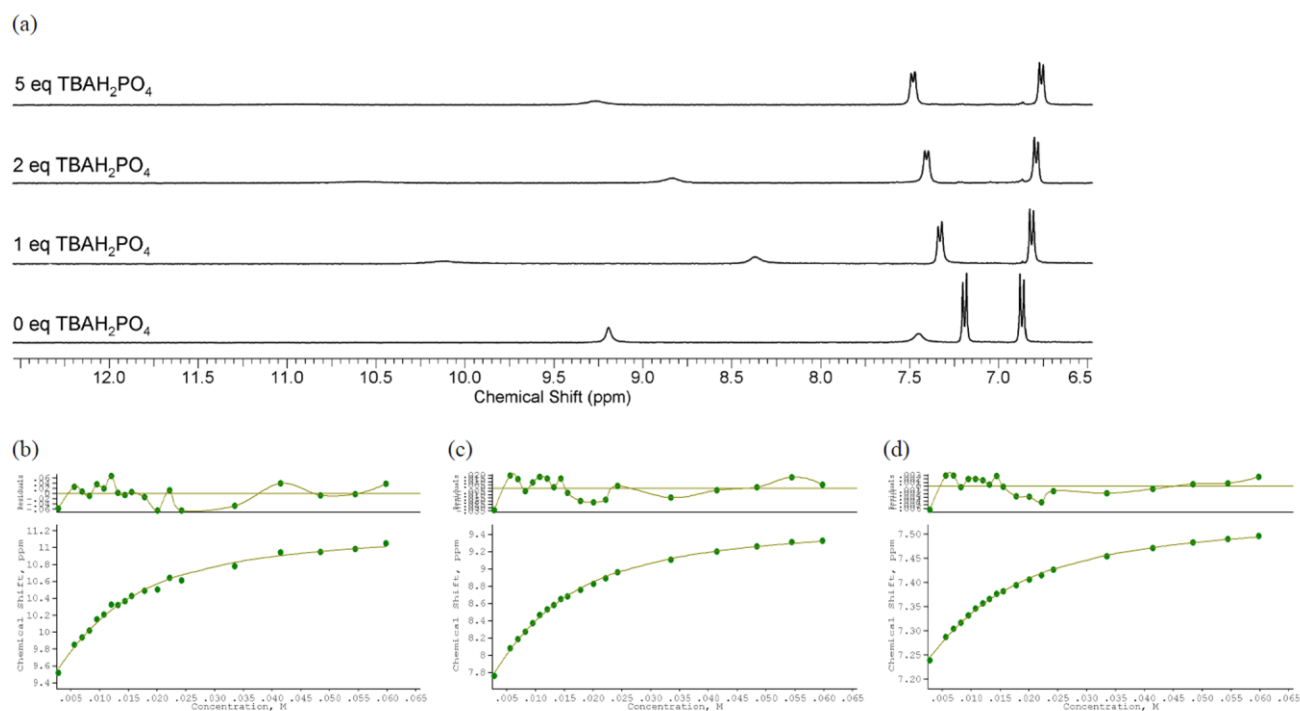 (a)
5 eq TBAH₂PO₄
2 eq TBAH₂PO₄
1 eq TBAH₂PO₄
0 eq TBAH₂PO₄
12.0 11.5 11.0 10.5 10.0 9.5 9.0 8.5 8.0 7.5 7.0 6.5
Chemical Shift (ppm)
(b)
Residuals
Chemical Shift, ppm
11.2
11
10.8
10.6
10.4
10.2
10
9.8
9.6
9.4
.005 .010 .015 .020 .025 .030 .035 .040 .045 .050 .055 .060 .065
Concentration, M
(c)
Residuals
.020
Chemical Shift, ppm
9.4
9.2
9
8.8
8.6
8.4
8.2
8
7.8
.005 .010 .015 .020 .025 .030 .035 .040 .045 .050 .055 .060 .065
Concentration, M
(d)
Residuals
Chemical Shift, ppm
7.50
7.45
7.40
7.35
7.30
7.25
7.20
.005 .010 .015 .020 .025 .030 .035 .040 .045 .050 .055 .060 .065
Concentration, M